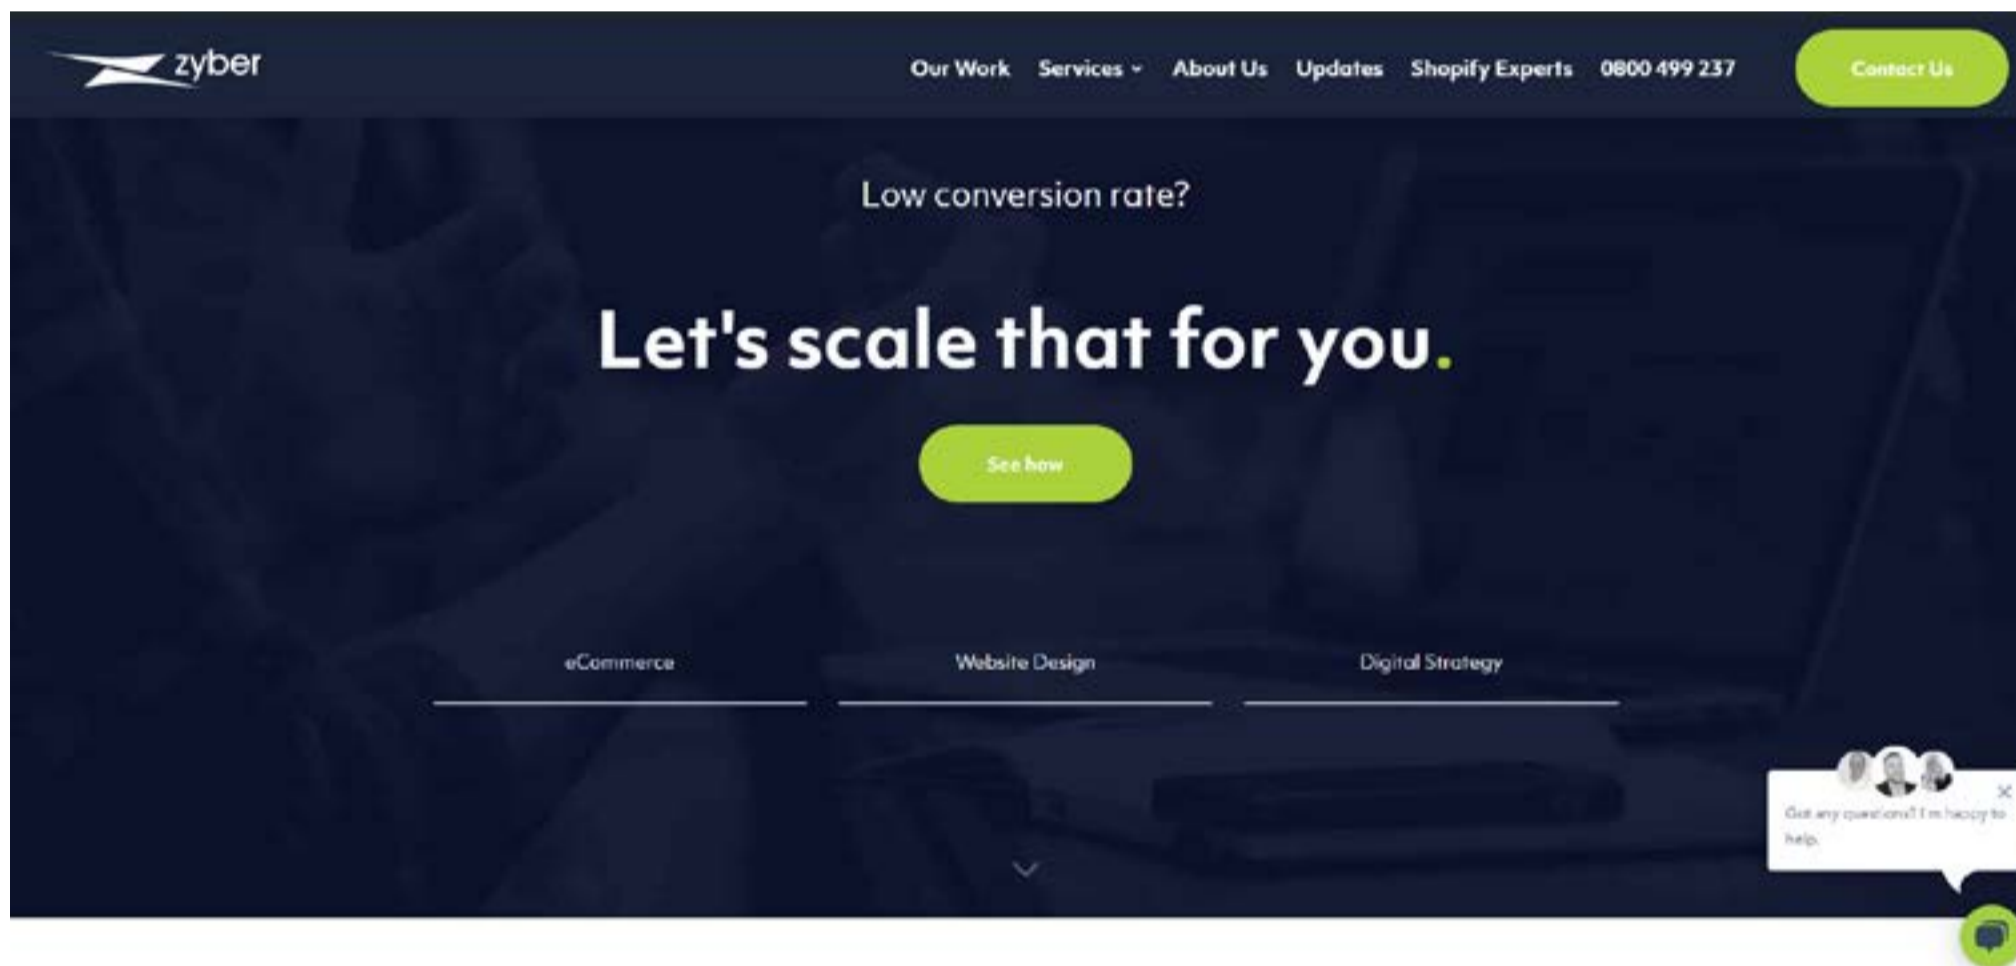 zyber
Our Work Services About Us Updates Shopify Experts 0800 499 237 Contact Us
Low conversion rate?
Let's scale that for you.
See how
eCommerce Website Design Digital Strategy
Got any questions? I'm happy to
help.